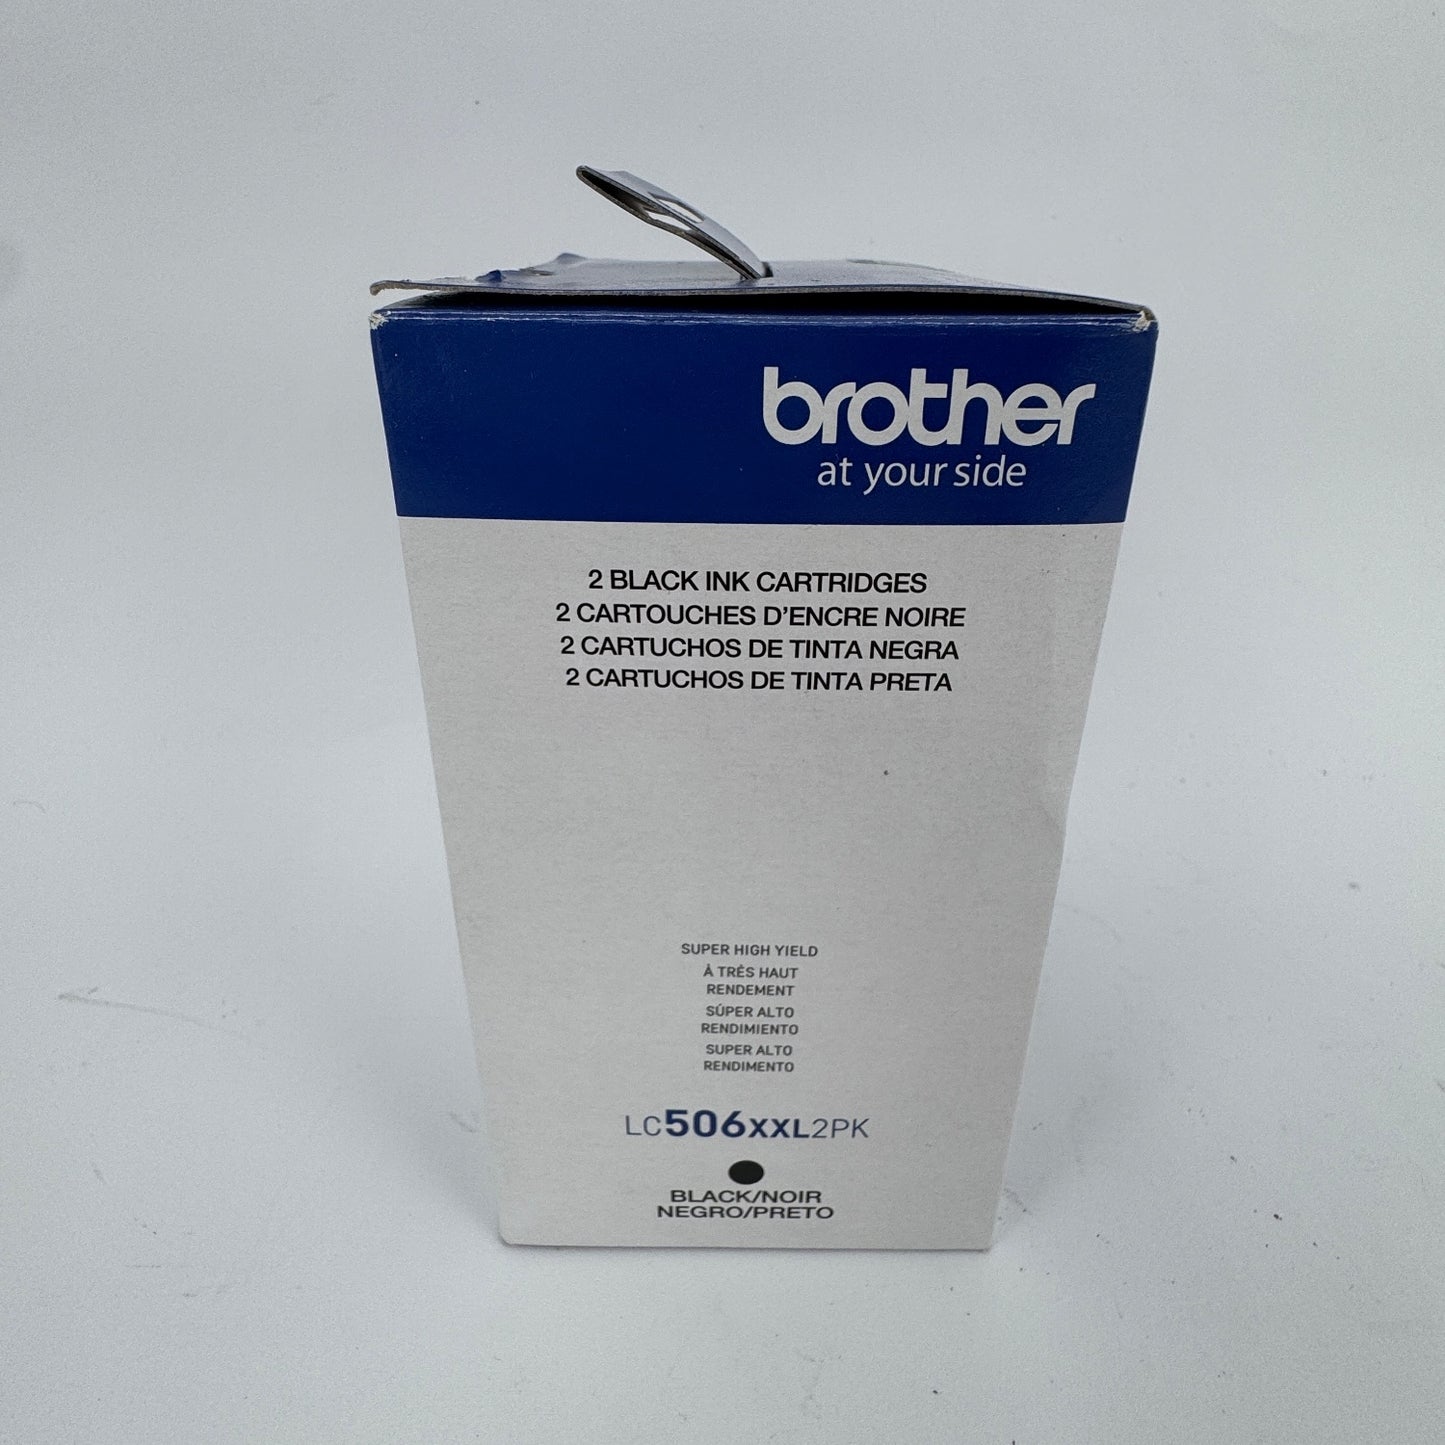 brother
at your side
2 BLACK INK CARTRIDGES
2 CARTOUCHES D'ENCRE NOIRE
2 CARTUCHOS DE TINTA NEGRA
2 CARTUCHOS DE TINTA PRETA
SUPER HIGH YIELD
À TRÈS HAUT
RENDEMENT
SÚPER ALTO
RENDIMIENTO
SUPER ALTO
RENDIMENTO
LC506XXL2PK
BLACK/NOIR
NEGRO/PRETO